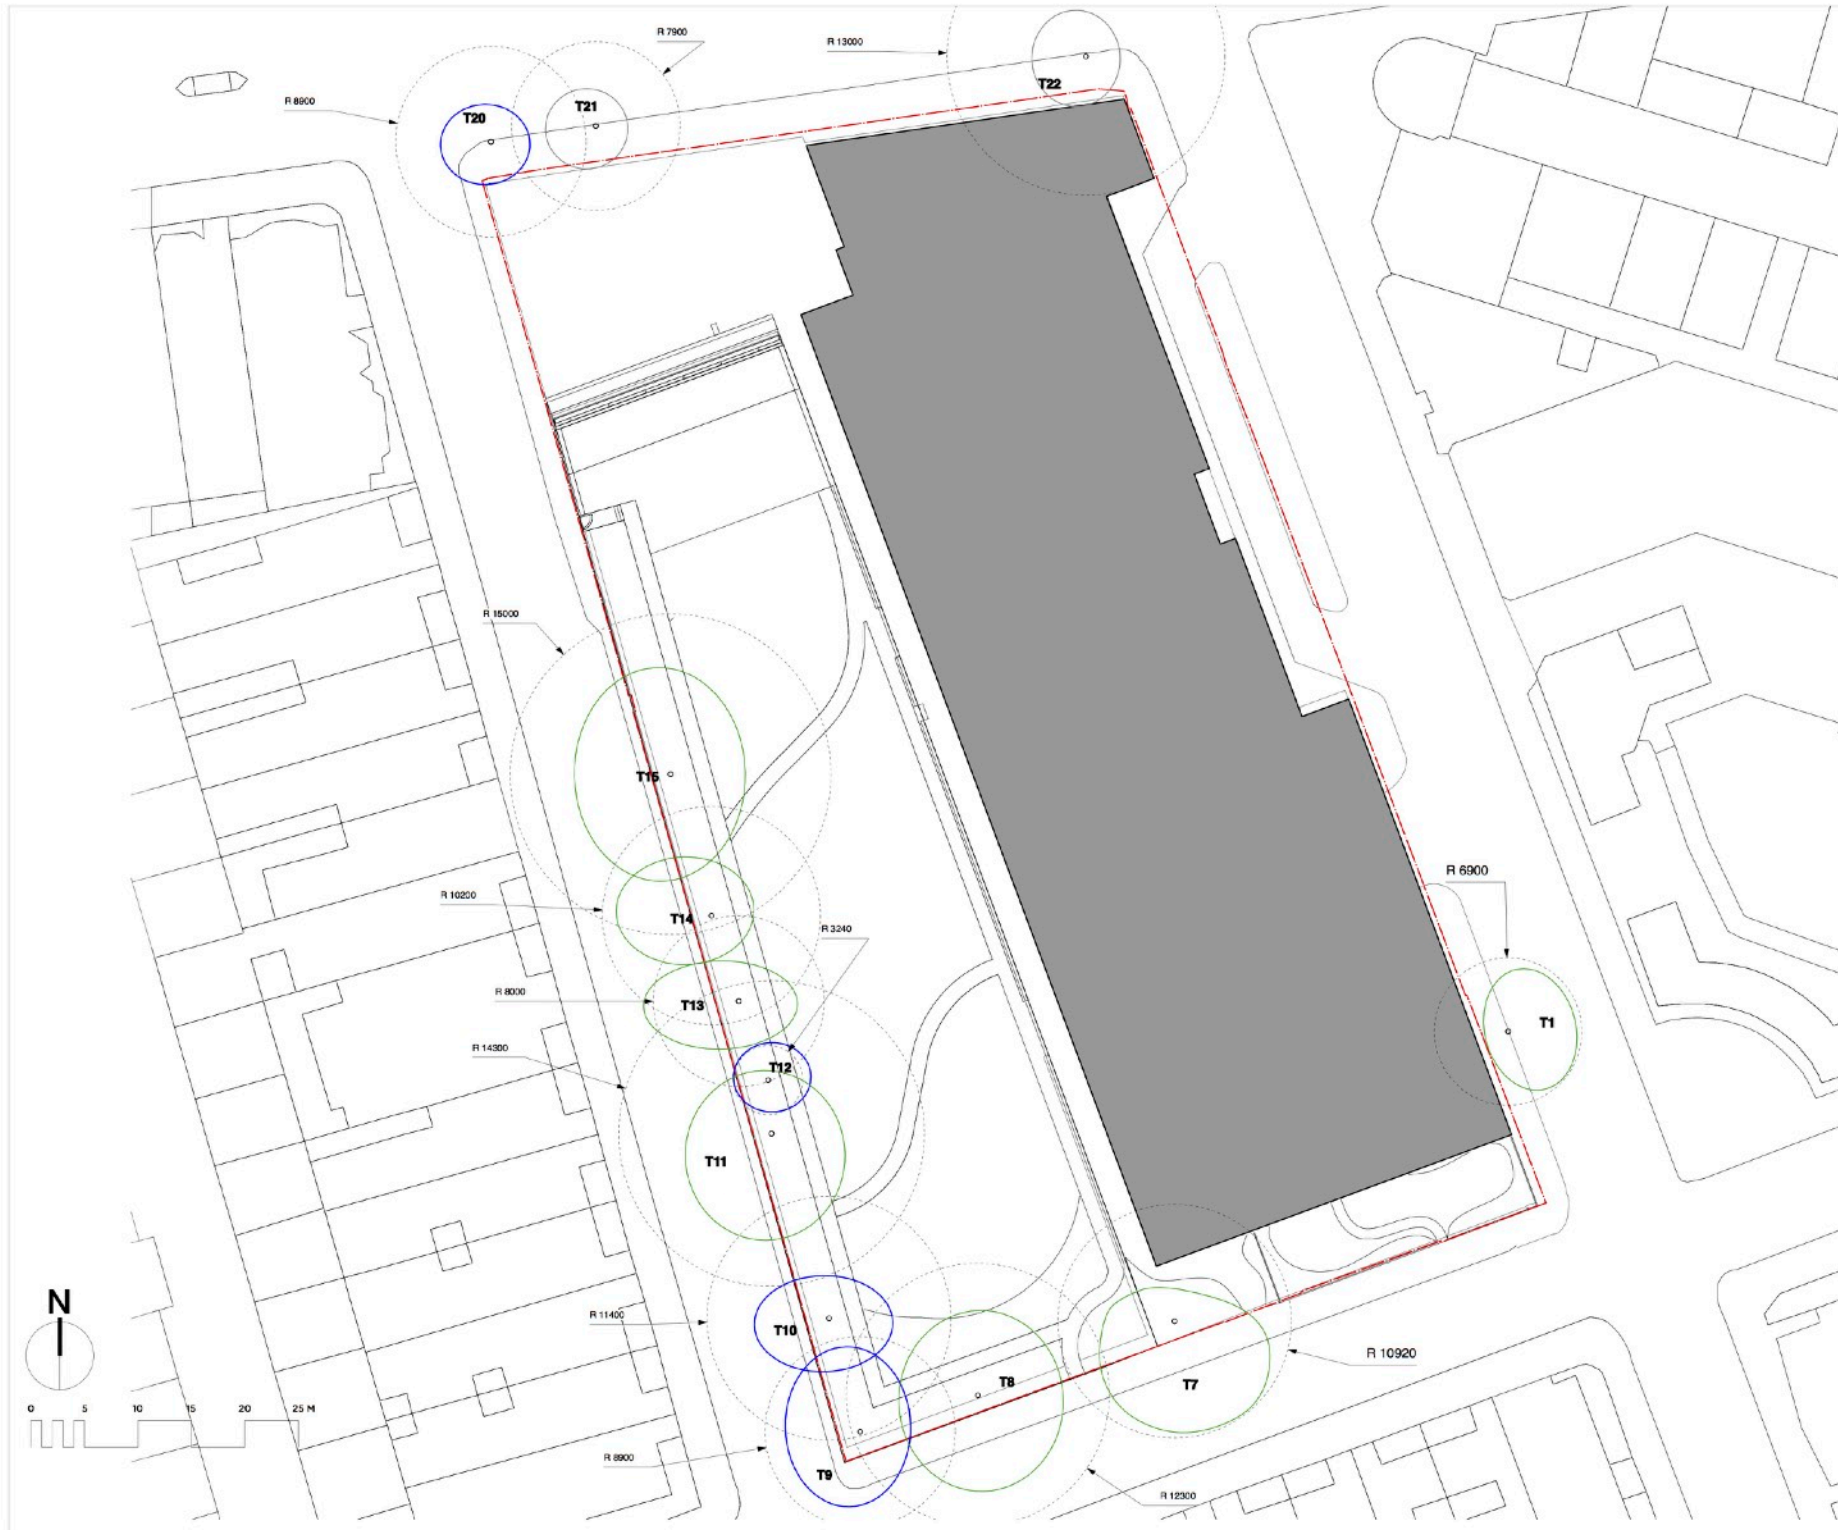 R 7900
R 13000
T22
R 8900
T21
T20
R 15000
T15
R 6900
R 10200
T14
R 3240
R 8000
T13
T1
R 14300
T12
T11
N
R 11400
T10
R 10920
T8
T7
0 5 10 15 20 25 M
R 8900
T9
R 12300